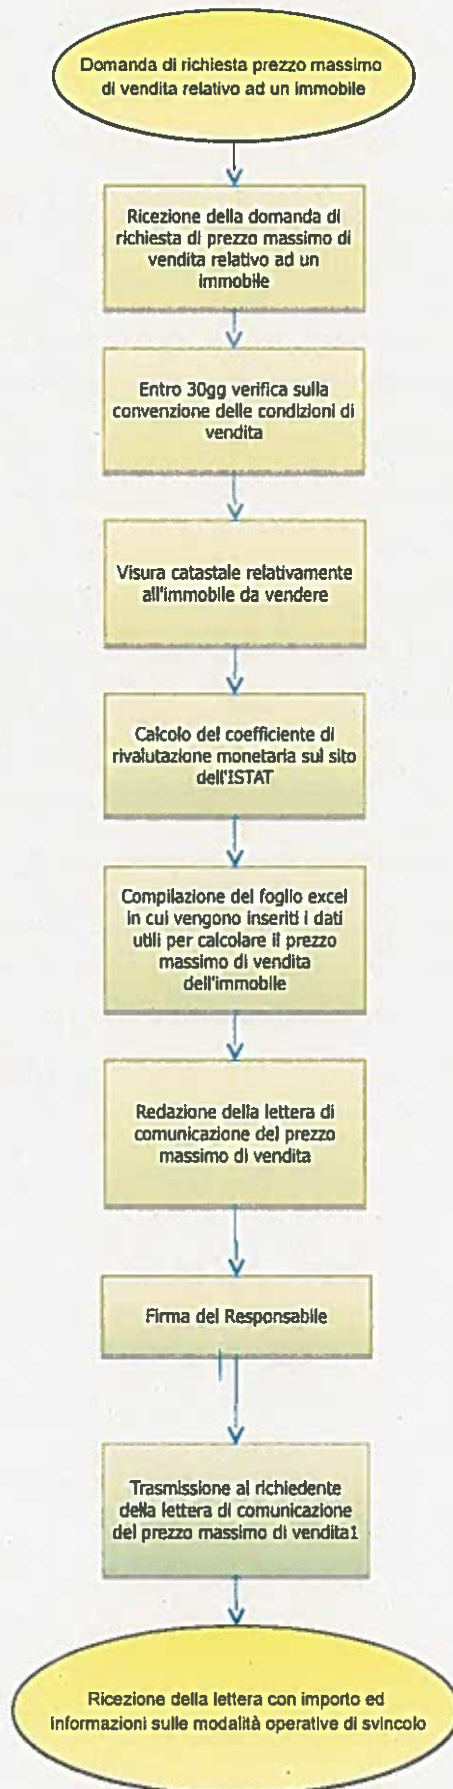 Domanda di richiesta prezzo massimo
di vendita relativo ad un immobile
Ricezione della domanda di
richiesta di prezzo massimo di
vendita relativo ad un
immobile
Entro 30gg verifica sulla
convenzione delle condizioni di
vendita
Visura catastale relativamente
all'immobile da vendere
Calcolo del coefficiente di
rivalutazione monetaria sul sito
dell'ISTAT
Compilazione del foglio excel
in cui vengono inseriti i dati
utili per calcolare il prezzo
massimo di vendita
dell'immobile
Redazione della lettera di
comunicazione del prezzo
massimo di vendita
Firma del Responsabile
Trasmissione al richiedente
della lettera di comunicazione
del prezzo massimo di vendita1
Ricezione della lettera con importo ed
informazioni sulle modalità operative di svincolo